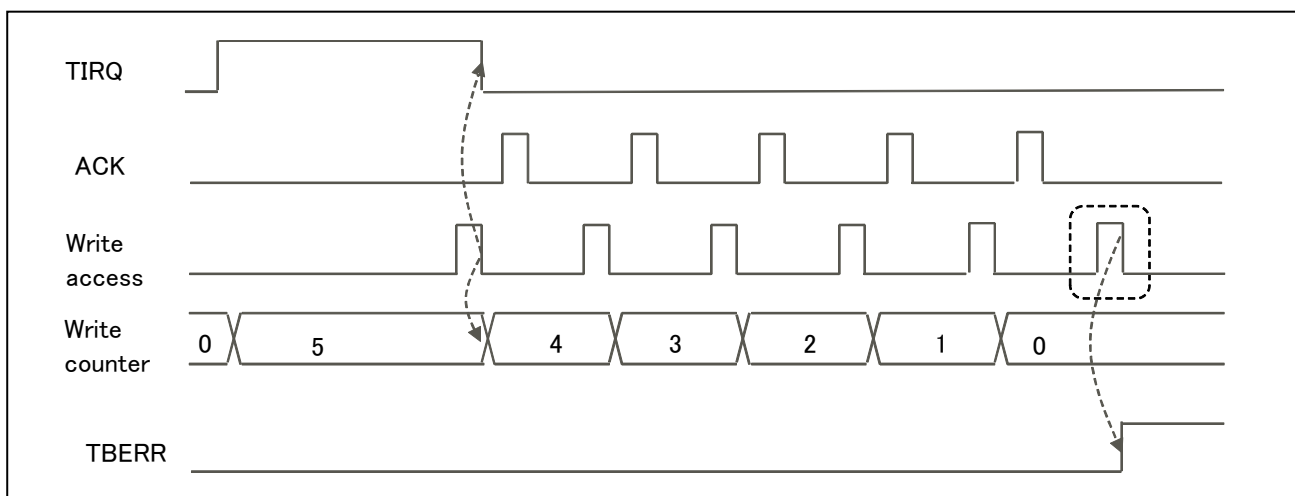 TIRQ
ACK
Write
access
Write
counter
0 5 4 3 2 1 0
TBERR